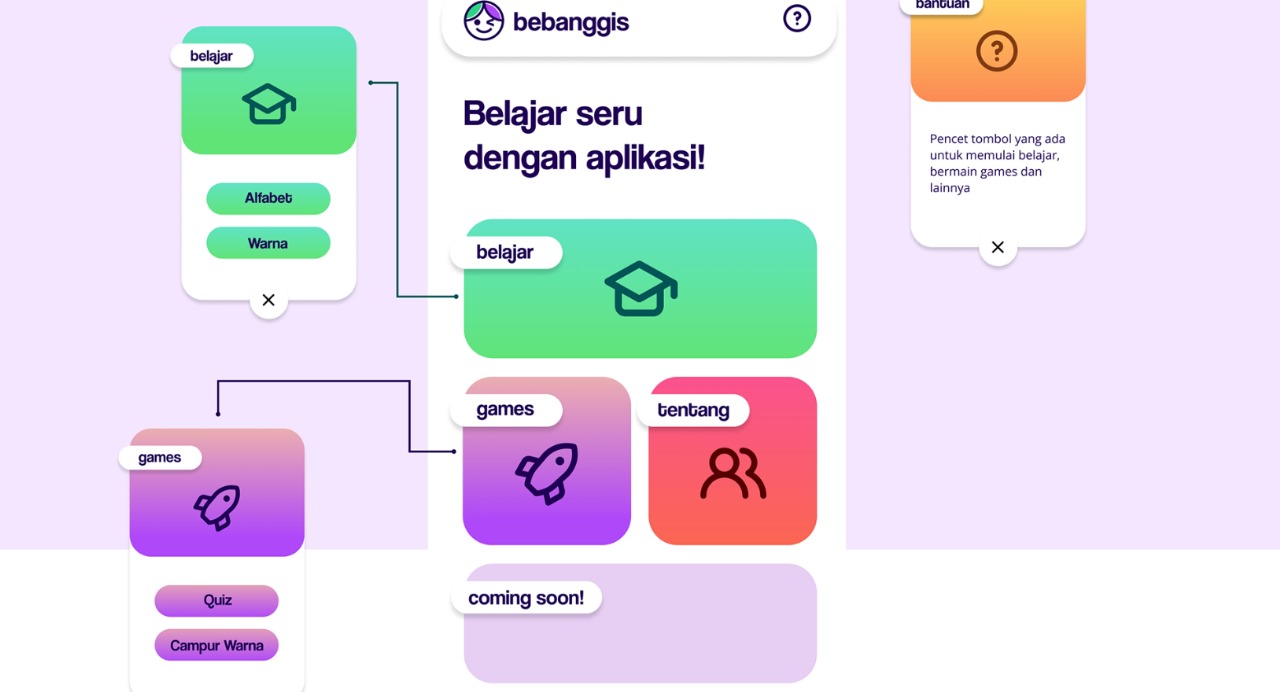 belajar
Alfabet
Warna
games
Quiz
Campur Warna
bebanggis
?
Belajar seru
dengan aplikasi!
belajar
games
tentang
coming soon!
bantuan
?
Pencet tombol yang ada
untuk memulai belajar,
bermain games dan
lainnya